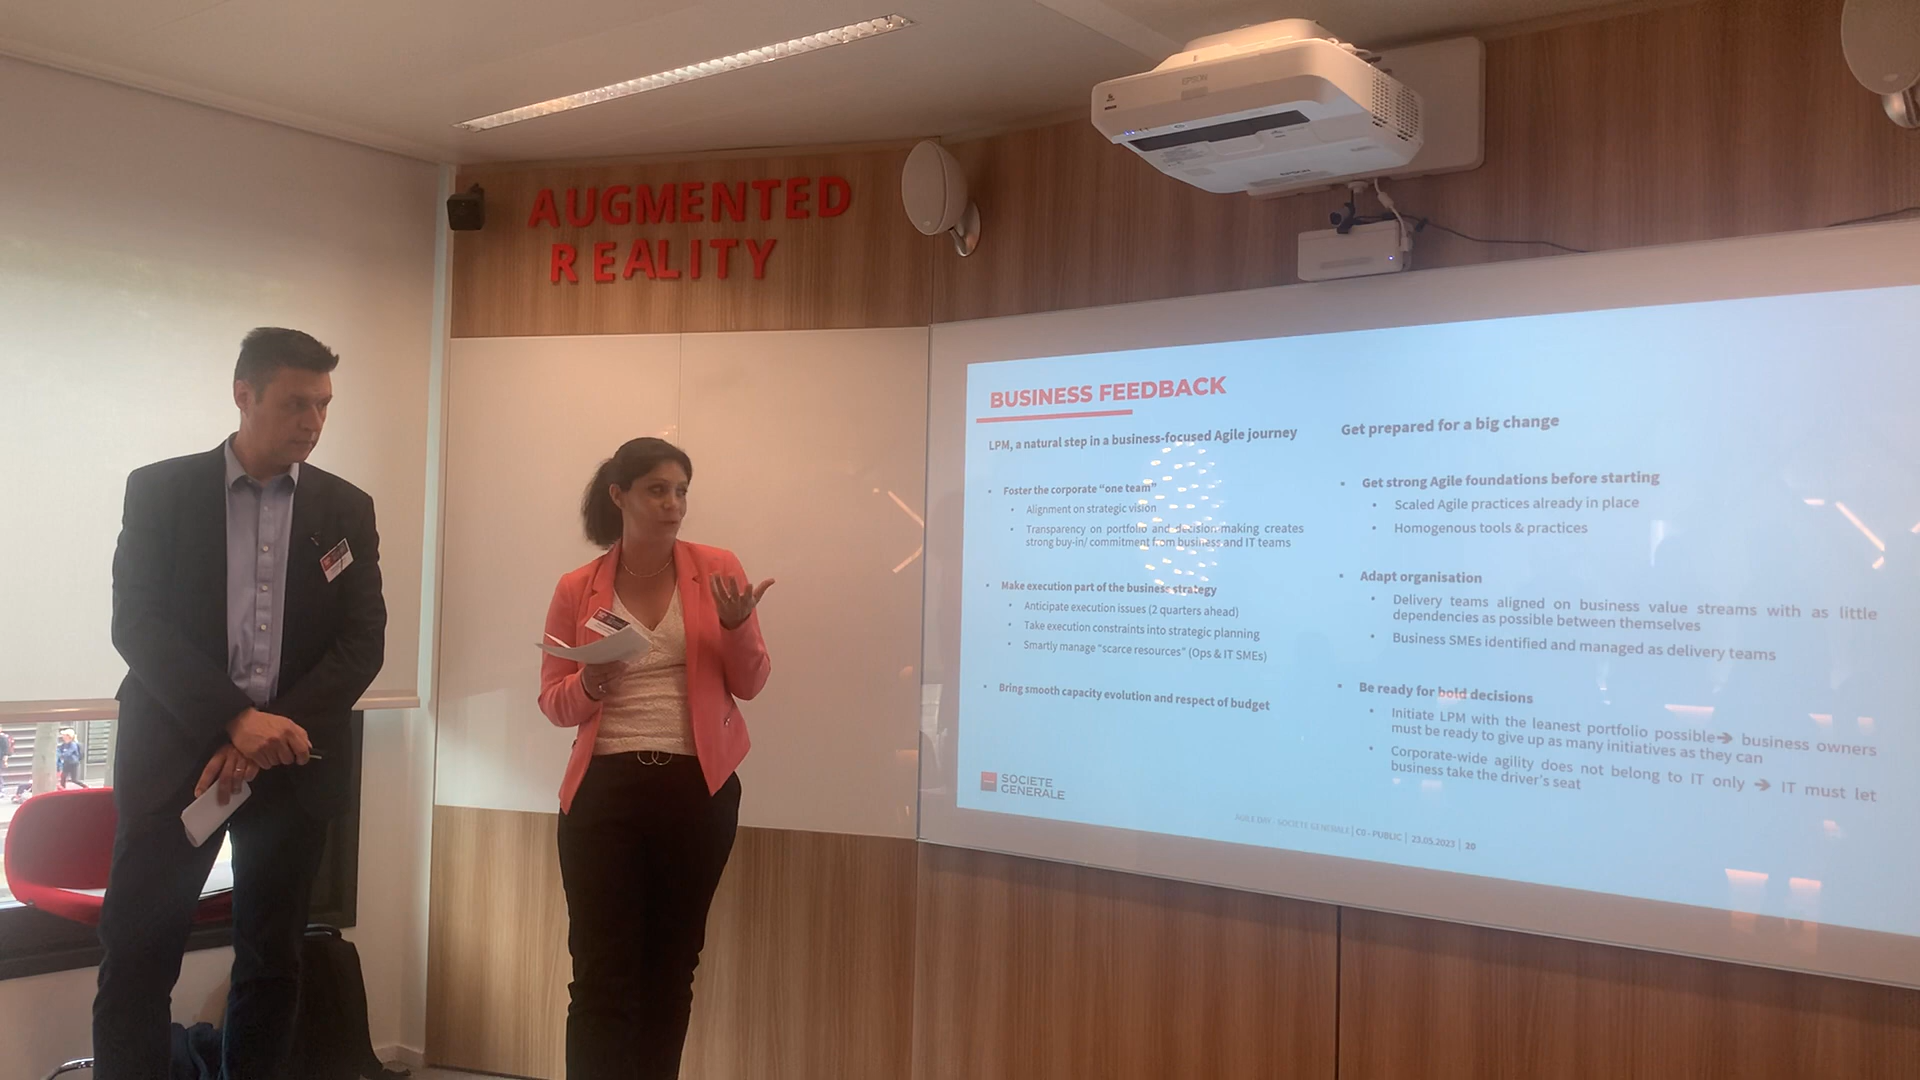 AUGMENTED
REALITY
EPSON
BUSINESS FEEDBACK
LPM, a natural step in a business-focused Agile journey
• Foster the corporate “one team”
• Alignment on strategic vision
• Transparency on portfolio and decision-making creates
strong buy-in/ commitment from business and IT teams
• Make execution part of the business strategy
• Anticipate execution issues (2 quarters ahead)
• Take execution constraints into strategic planning
• Smartly manage “scarce resources” (Ops & IT SMEs)
• Bring smooth capacity evolution and respect of budget
Get prepared for a big change
• Get strong Agile foundations before starting
• Scaled Agile practices already in place
• Homogenous tools & practices
• Adapt organisation
• Delivery teams aligned on business value streams with as little
dependencies as possible between themselves
• Business SMEs identified and managed as delivery teams
• Be ready for bold decisions
• Initiate LPM with the leanest portfolio possible➔ business owners
must be ready to give up as many initiatives as they can
• Corporate-wide agility does not belong to IT only ➔ IT must let
business take the driver's seat
SOCIETE
GENERALE
AGILE DAY - SOCIETE GENERALE | C0 - PUBLIC | 23.05.2023 | 20